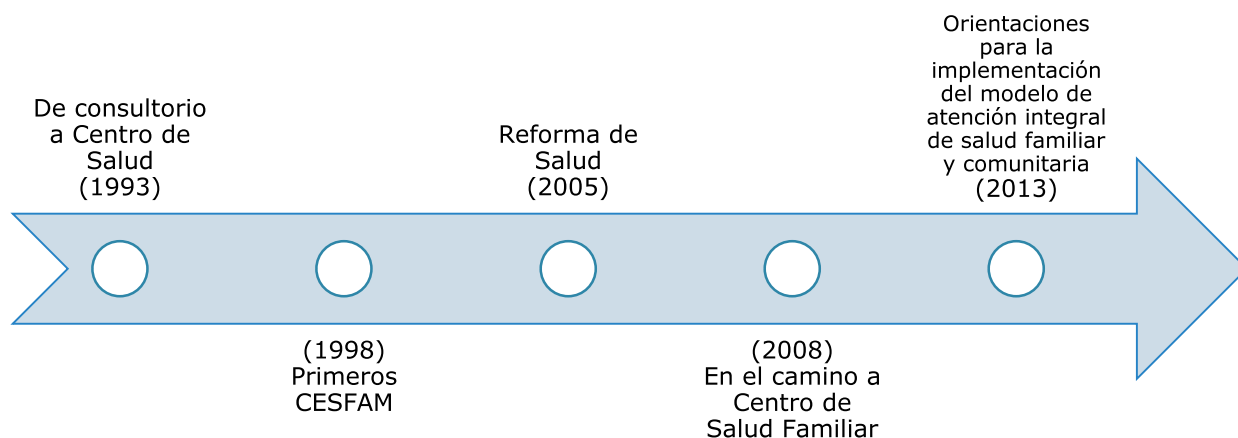 De consultorio
a Centro de
Salud
(1993)
(1998)
Primeros
CESFAM
Reforma de
Salud
(2005)
(2008)
En el camino a
Centro de
Salud Familiar
Orientaciones
para la
implementación
del modelo de
atención integral
de salud familiar
y comunitaria
(2013)